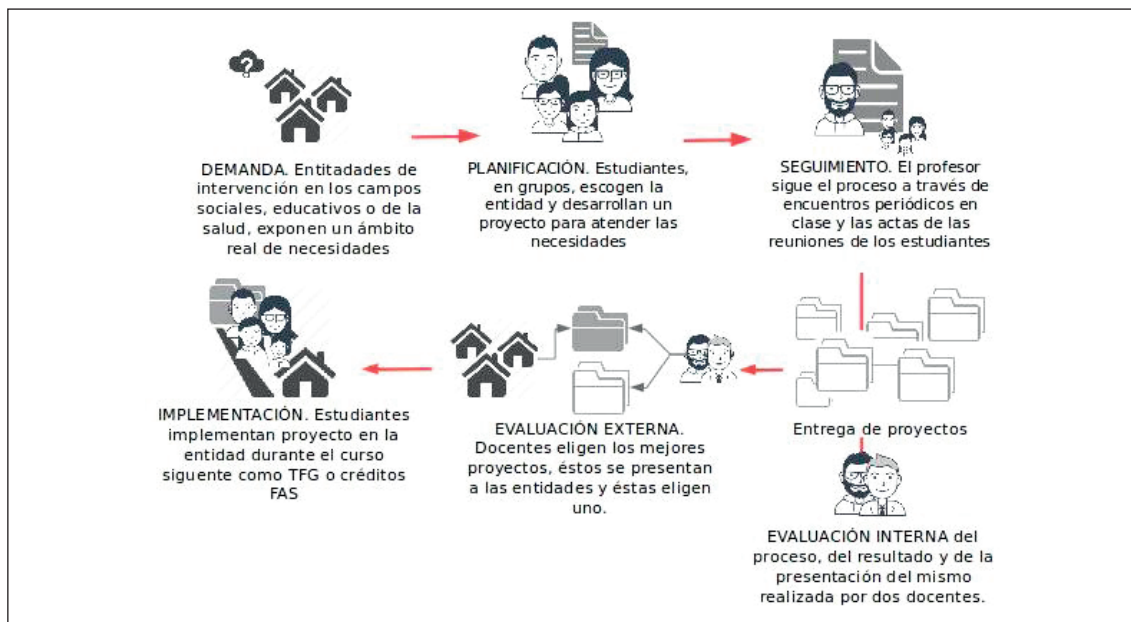 ?
DEMANDA. Entitadades de
intervención en los campos
sociales, educativos o de la
salud, exponen un ámbito
real de necesidades
PLANIFICACIÓN. Estudiantes,
en grupos, escogen la
entidad y desarrollan un
proyecto para atender las
necesidades
SEGUIMIENTO. El profesor
sigue el proceso a través de
encuentros periódicos en
clase y las actas de las
reuniones de los estudiantes
Entrega de proyectos
EVALUACIÓN INTERNA del
proceso, del resultado y de la
presentación del mismo
realizada por dos docentes.
EVALUACIÓN EXTERNA.
Docentes eligen los mejores
proyectos, éstos se presentan
a las entidades y éstas eligen
uno.
IMPLEMENTACIÓN. Estudiantes
implementan proyecto en la
entidad durante el curso
siguente como TFG o créditos
FAS